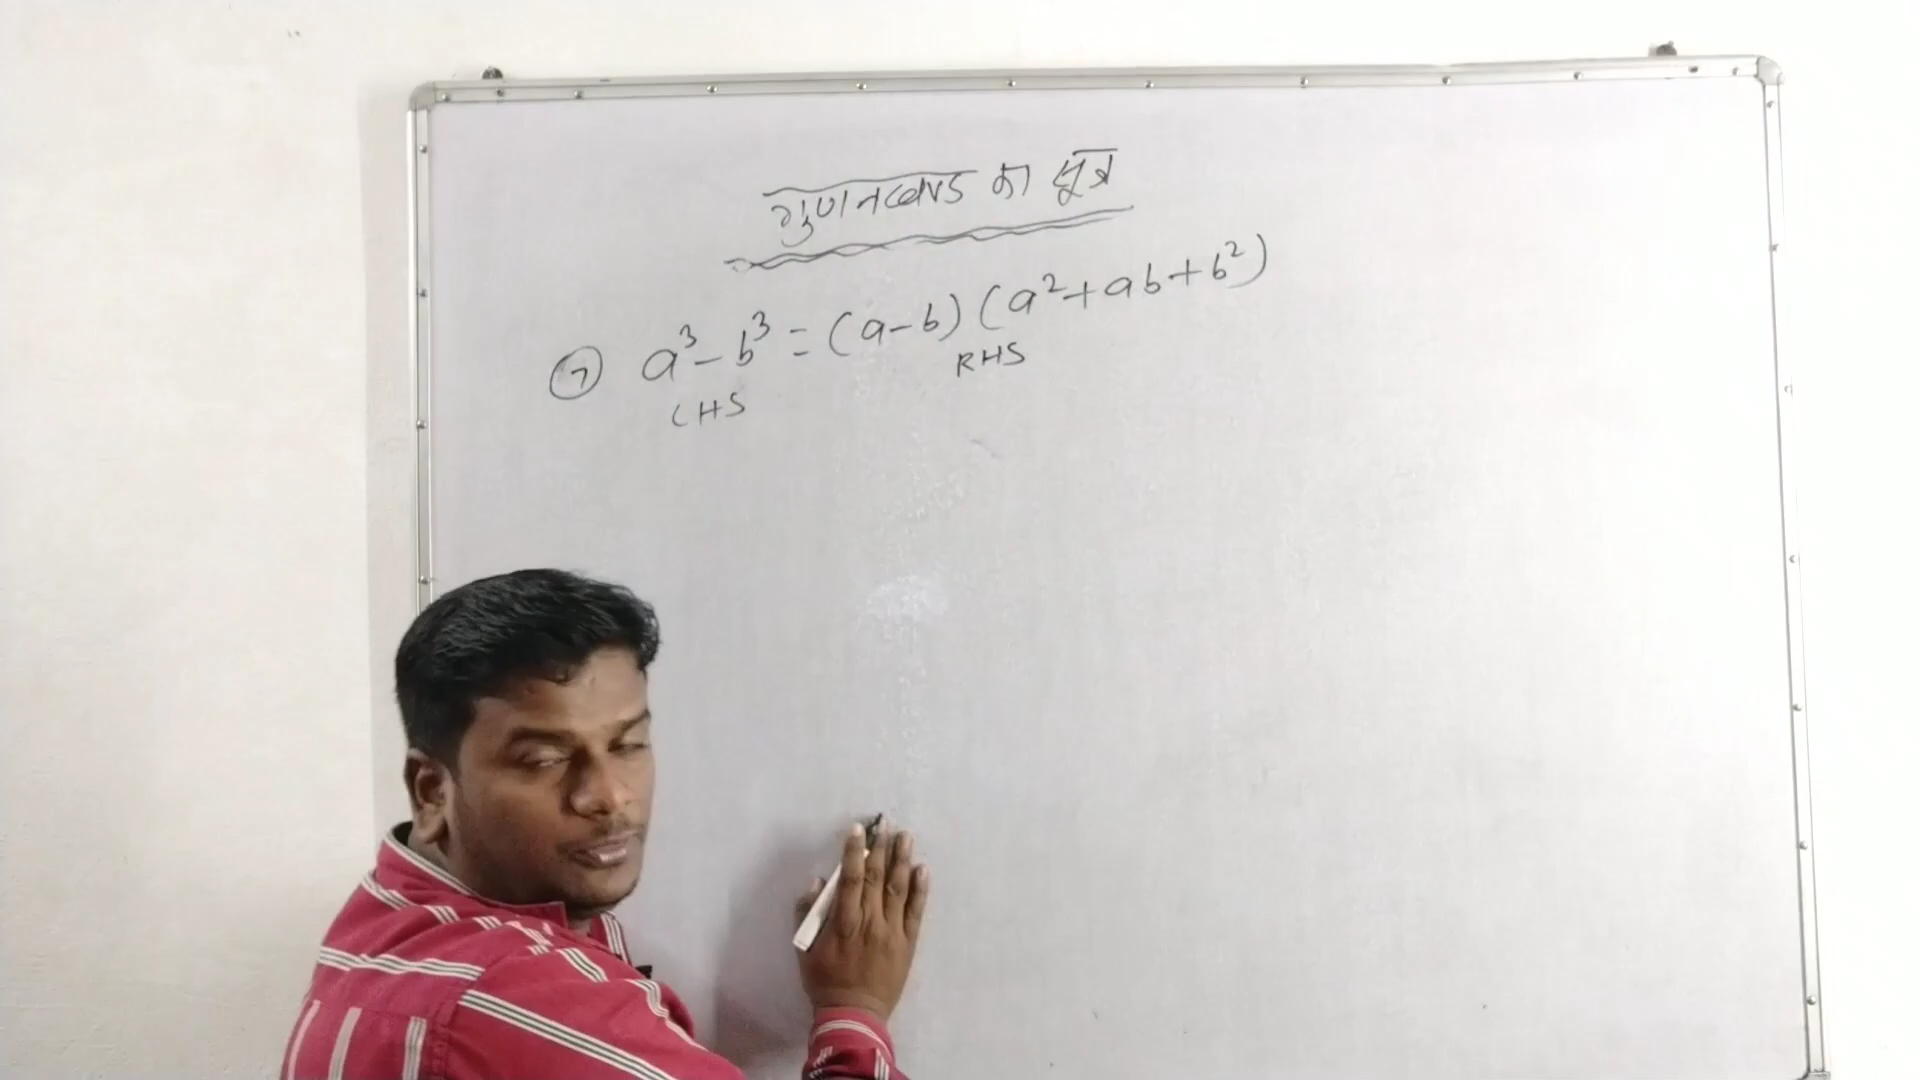 गुणनखण्ड का सूत्र
⑦ a³ - b³ = (a-b) (a²+ab+b²)
LHS RHS